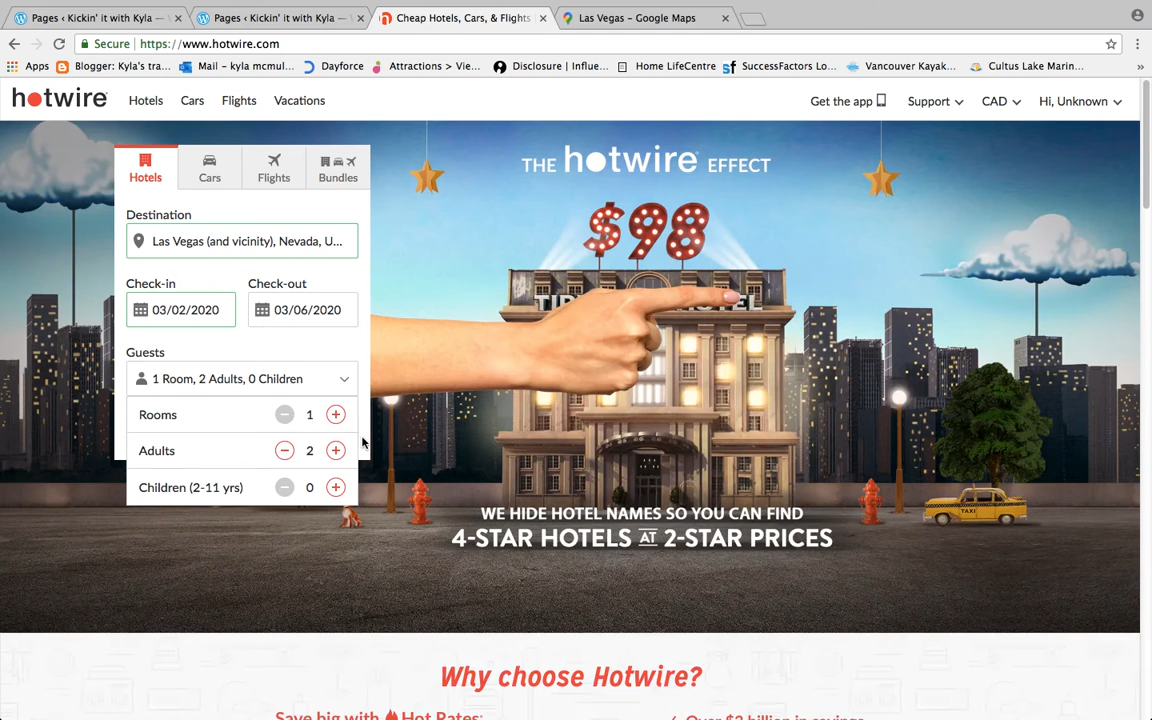 Pages ‹ Kickin' it with Kyla —
Pages ‹ Kickin' it with Kyla —
Cheap Hotels, Cars, & Flights
Las Vegas - Google Maps
Secure
https://www.hotwire.com
Apps
Blogger: Kyla's tra...
Mail – kyla mcmul...
Dayforce
Attractions > Vie...
Disclosure | Influe...
Home LifeCentre
SuccessFactors Lo...
Vancouver Kayak...
Cultus Lake Marin...
»
hotwire
Hotels
Cars
Flights
Vacations
Get the app
Support
CAD
Hi, Unknown
Hotels
Cars
Flights
Bundles
Destination
Las Vegas (and vicinity), Nevada, U...
Check-in
Check-out
03/02/2020
03/06/2020
Guests
1 Room, 2 Adults, 0 Children
Rooms
1
Adults
2
Children (2-11 yrs)
0
THE hotwire EFFECT
$98
TAXI
WE HIDE HOTEL NAMES SO YOU CAN FIND
4-STAR HOTELS AT 2-STAR PRICES
Why choose Hotwire?
Save big with Hot Rates: